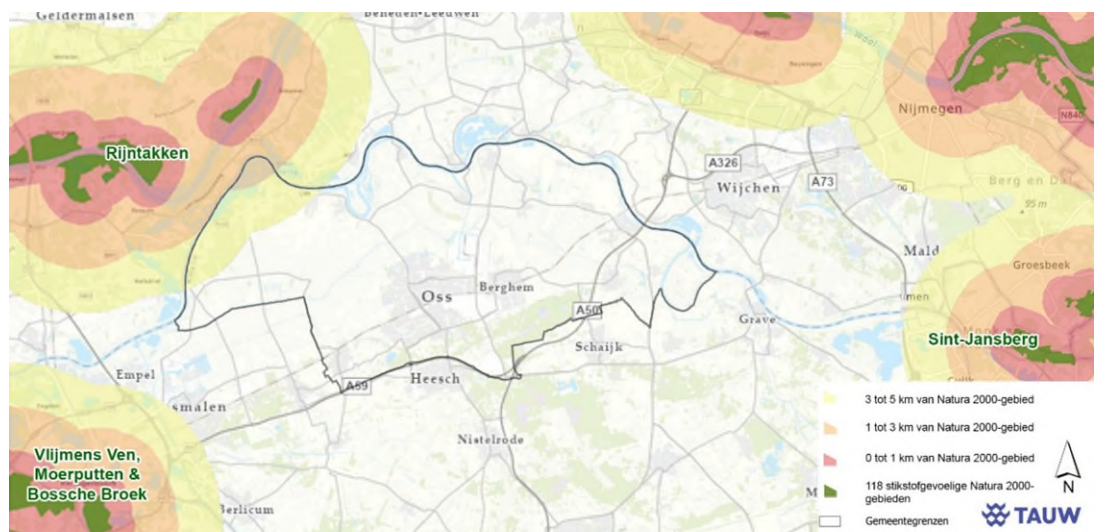 Geldermalsen
Beneden-Leeuwen
Waal
Nijmegen
N840
Rijntakken
A326
Wijchen
A73
Berg en Dal
95 m
Mald
Groesbeek
Oss
Berghem
A50
Grave
Sint-Jansberg
Schaijk
Empel
A59
Heesch
smalen
Nistelrode
Vlijmens Ven,
Moerputten &
Bossche Broek
Berlicum
3 tot 5 km van Natura 2000-gebied
1 tot 3 km van Natura 2000-gebied
0 tot 1 km van Natura 2000-gebied
118 stikstofgevoelige Natura 2000-
gebieden
Gemeentegrenzen
N
TAUW